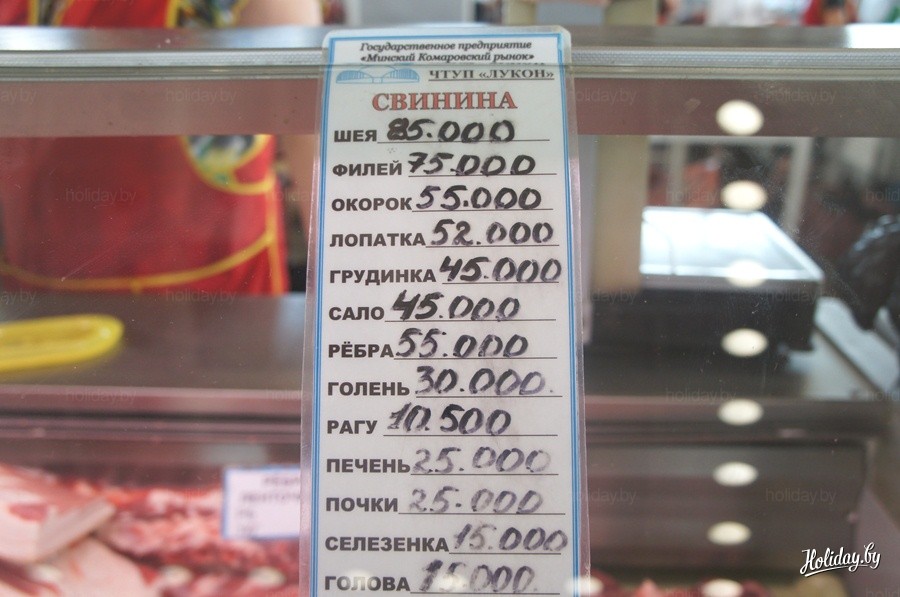 Государственное предприятие
«Минский Комаровский рынок»
ЧТУП «ЛУКОН»
СВИНИНА
ШЕЯ 85.000
ФИЛЕЙ 75.000
ОКОРОК 55.000
ЛОПАТКА 52.000
ГРУДИНКА 45.000
САЛО 45.000
РЁБРА 55.000
ГОЛЕНЬ 30.000
РАГУ 10.500
ПЕЧЕНЬ 25.000
ПОЧКИ 25.000
СЕЛЕЗЕНКА 15.000
ГОЛОВА 15.000
Holiday.by